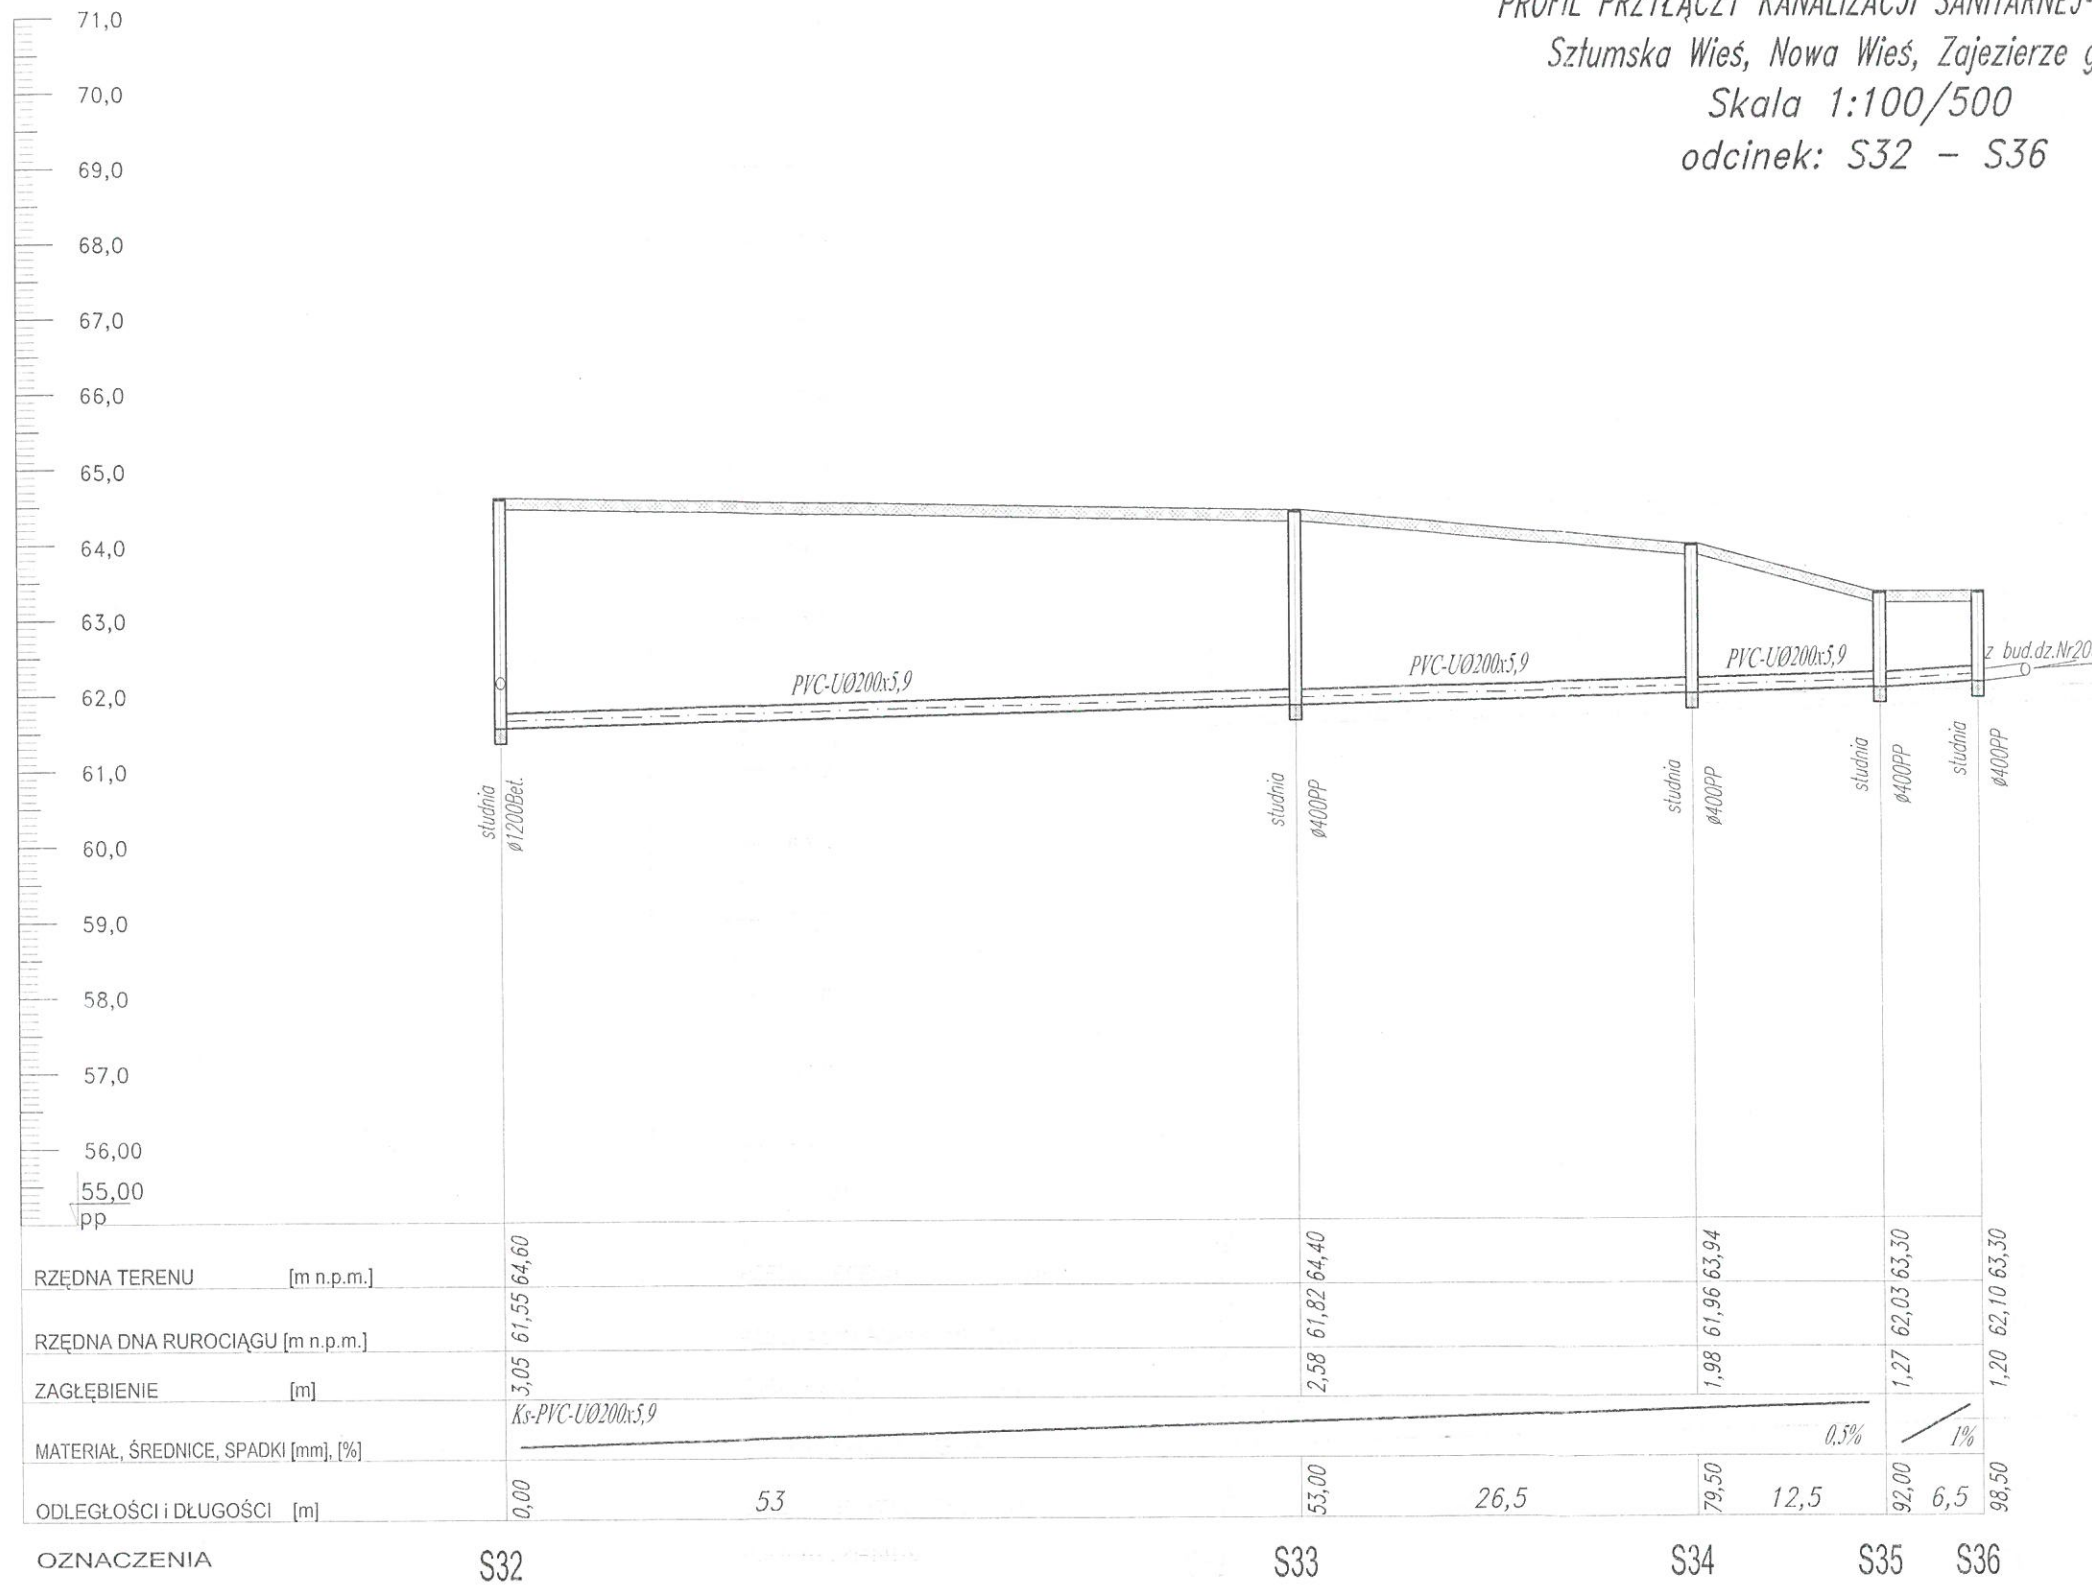 PROFIL PRZYŁĄCZY KANALIZACJI SANITARNEJ
Sztumska Wieś, Nowa Wieś, Zajezierze g
Skala 1:100/500
odcinek: S32 – S36
71,0
70,0
69,0
68,0
67,0
66,0
65,0
64,0
63,0
62,0
61,0
60,0
59,0
58,0
57,0
56,00
55,00
pp
PVC-UØ200x5,9
PVC-UØ200x5,9
PVC-UØ200x5,9
z bud.dz.Nr20
studnia
ø1200Bet.
studnia
ø400PP
studnia
ø400PP
studnia
ø400PP
studnia
ø400PP
RZĘDNA TERENU [m n.p.m.] 64,60 64,40 63,94 63,30 63,30
RZĘDNA DNA RUROCIĄGU [m n.p.m.] 61,55 61,82 61,96 62,03 62,10
ZAGŁĘBIENIE [m] 3,05 2,58 1,98 1,27 1,20
MATERIAŁ, ŚREDNICE, SPADKI [mm], [%] Ks-PVC-UØ200x5,9 0,5% 1%
ODLEGŁOŚCI i DŁUGOŚCI [m] 0,00 53 53,00 26,5 79,50 12,5 92,00 6,5 98,50
OZNACZENIA S32 S33 S34 S35 S36